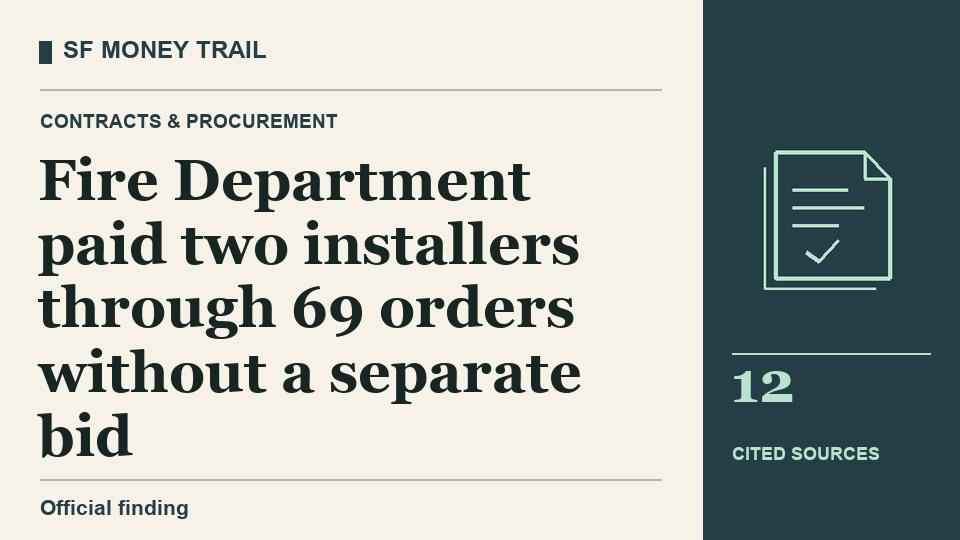 SF MONEY TRAIL
CONTRACTS & PROCUREMENT
Fire Department
paid two installers
through 69 orders
without a separate
bid
Official finding
12
CITED SOURCES